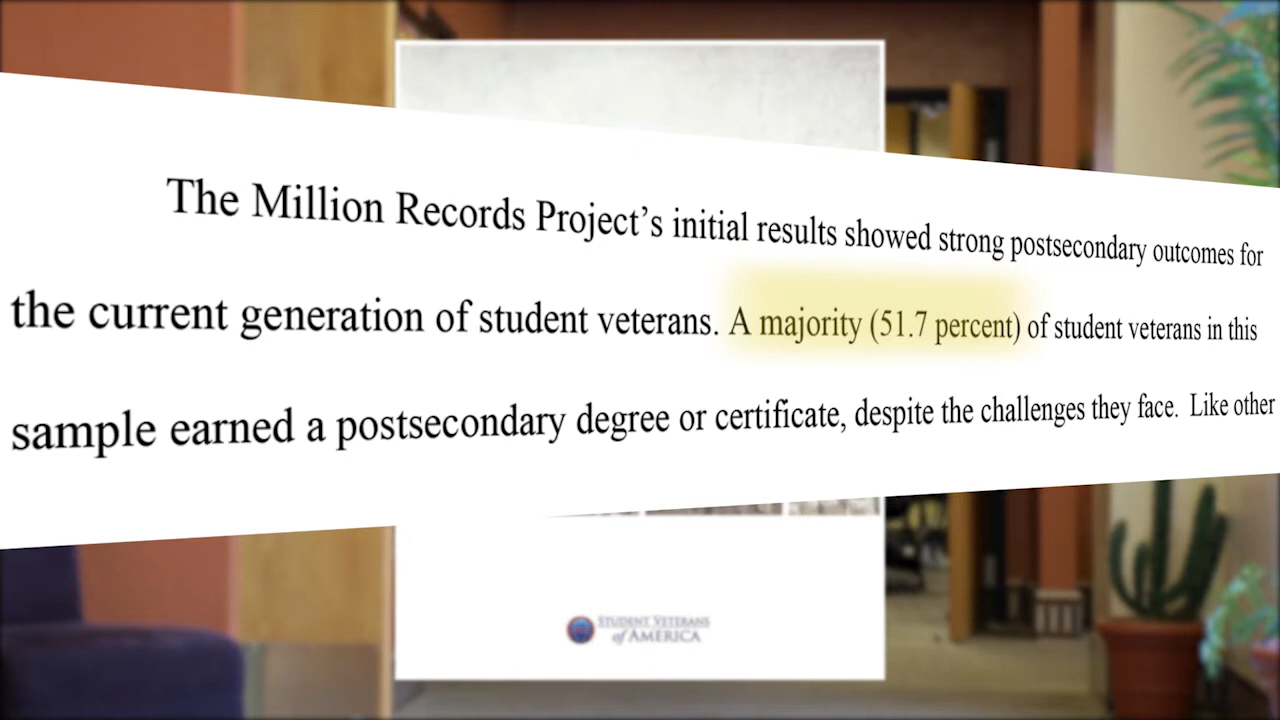 The Million Records Project’s initial results showed strong postsecondary outcomes for
the current generation of student veterans. A majority (51.7 percent) of student veterans in this
sample earned a postsecondary degree or certificate, despite the challenges they face. Like other
STUDENT VETERANS
of AMERICA